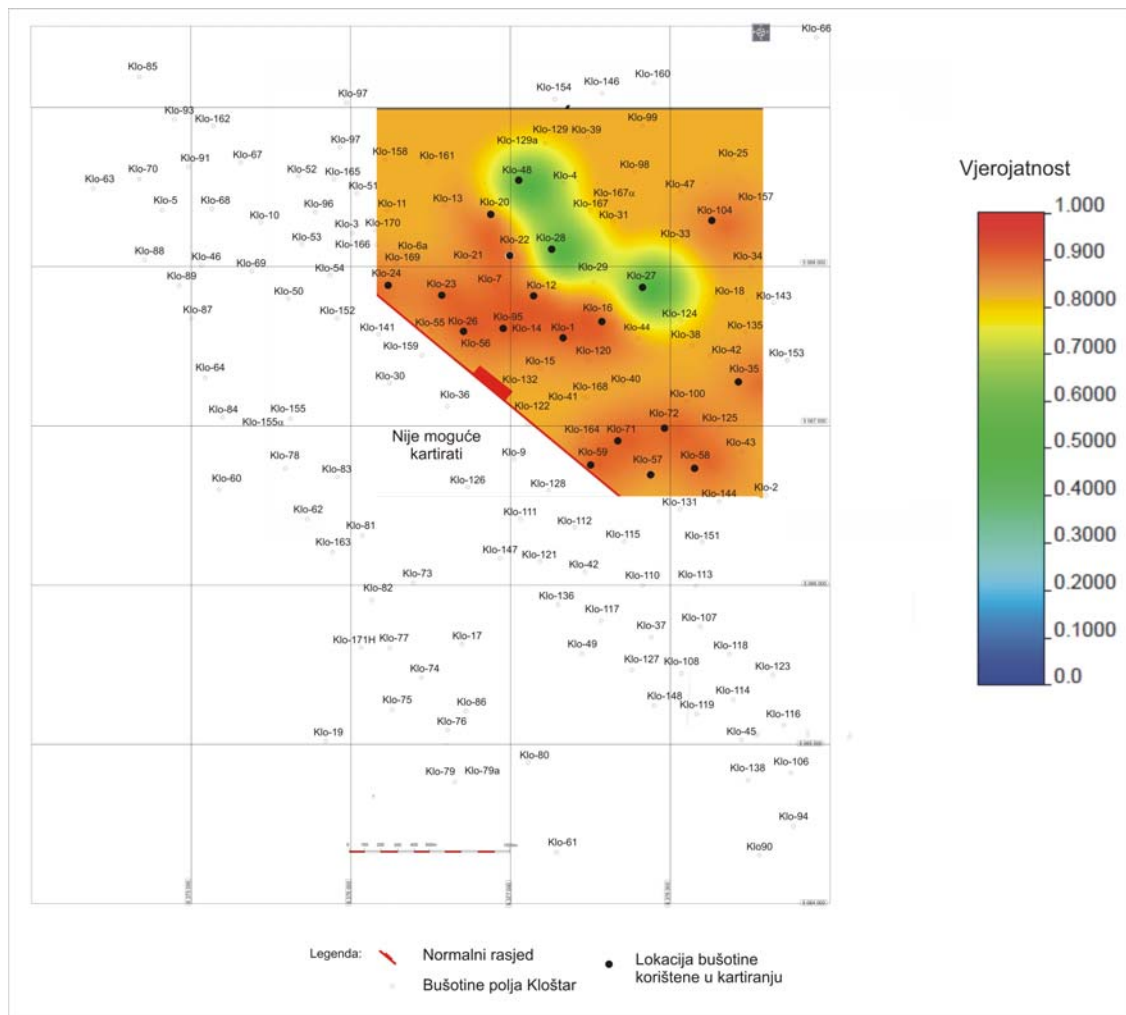 Klo-66
Klo-85
Klo-160
Klo-146
Klo-154
Klo-97
Klo-93
Klo-162
Klo-99
Klo-129
Klo-39
Klo-129a
Klo-97
Klo-158
Klo-161
Klo-91
Klo-67
Klo-25
Klo-98
Klo-70
Klo-52
Klo-165
Klo-48
Klo-4
Klo-63
Klo-51
Klo-47
Klo-167α
Klo-157
Klo-13
Klo-5
Klo-68
Klo-96
Klo-11
Klo-20
Klo-167
Klo-31
Klo-104
Klo-10
Klo-3
Klo-170
Klo-33
Klo-53
Klo-166
Klo-6a
Klo-22
Klo-28
Klo-88
Klo-46
Klo-69
Klo-54
Klo-169
Klo-21
Klo-29
Klo-34
Klo-89
Klo-24
Klo-23
Klo-7
Klo-12
Klo-27
Klo-50
Klo-18
Klo-143
Klo-87
Klo-152
Klo-16
Klo-124
Klo-141
Klo-55
Klo-26
Klo-95
Klo-14
Klo-1
Klo-44
Klo-38
Klo-135
Klo-159
Klo-56
Klo-120
Klo-42
Klo-153
Klo-64
Klo-30
Klo-132
Klo-15
Klo-168
Klo-40
Klo-35
Klo-36
Klo-122
Klo-41
Klo-100
Klo-84
Klo-155
Klo-155α
Klo-164
Klo-71
Klo-72
Klo-125
Nije moguće
kartirati
Klo-78
Klo-83
Klo-9
Klo-59
Klo-57
Klo-58
Klo-43
Klo-60
Klo-126
Klo-128
Klo-131
Klo-144
Klo-2
Klo-62
Klo-81
Klo-111
Klo-112
Klo-163
Klo-115
Klo-151
Klo-147
Klo-121
Klo-42
Klo-73
Klo-110
Klo-113
Klo-82
Klo-136
Klo-117
Klo-171H
Klo-77
Klo-17
Klo-49
Klo-37
Klo-107
Klo-74
Klo-127
Klo-108
Klo-118
Klo-123
Klo-75
Klo-86
Klo-148
Klo-119
Klo-114
Klo-76
Klo-116
Klo-19
Klo-45
Klo-80
Klo-79
Klo-79a
Klo-138
Klo-106
Klo-94
Klo-61
Klo90
Vjerojatnost
1.000
0.900
0.8000
0.7000
0.6000
0.5000
0.4000
0.3000
0.2000
0.1000
0.0
Legenda:
Normalni rasjed
Bušotine polja Kloštar
Lokacija bušotine
korištene u kartiranju